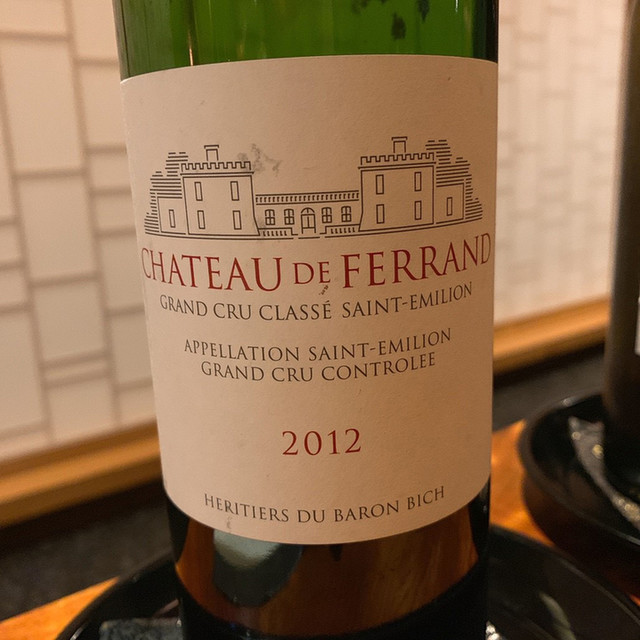 CHATEAU DE FERRAND
GRAND CRU CLASSÉ SAINT-EMILION
APPELLATION SAINT-EMILION
GRAND CRU CONTROLEE
2012
HERITIERS DU BARON BICH